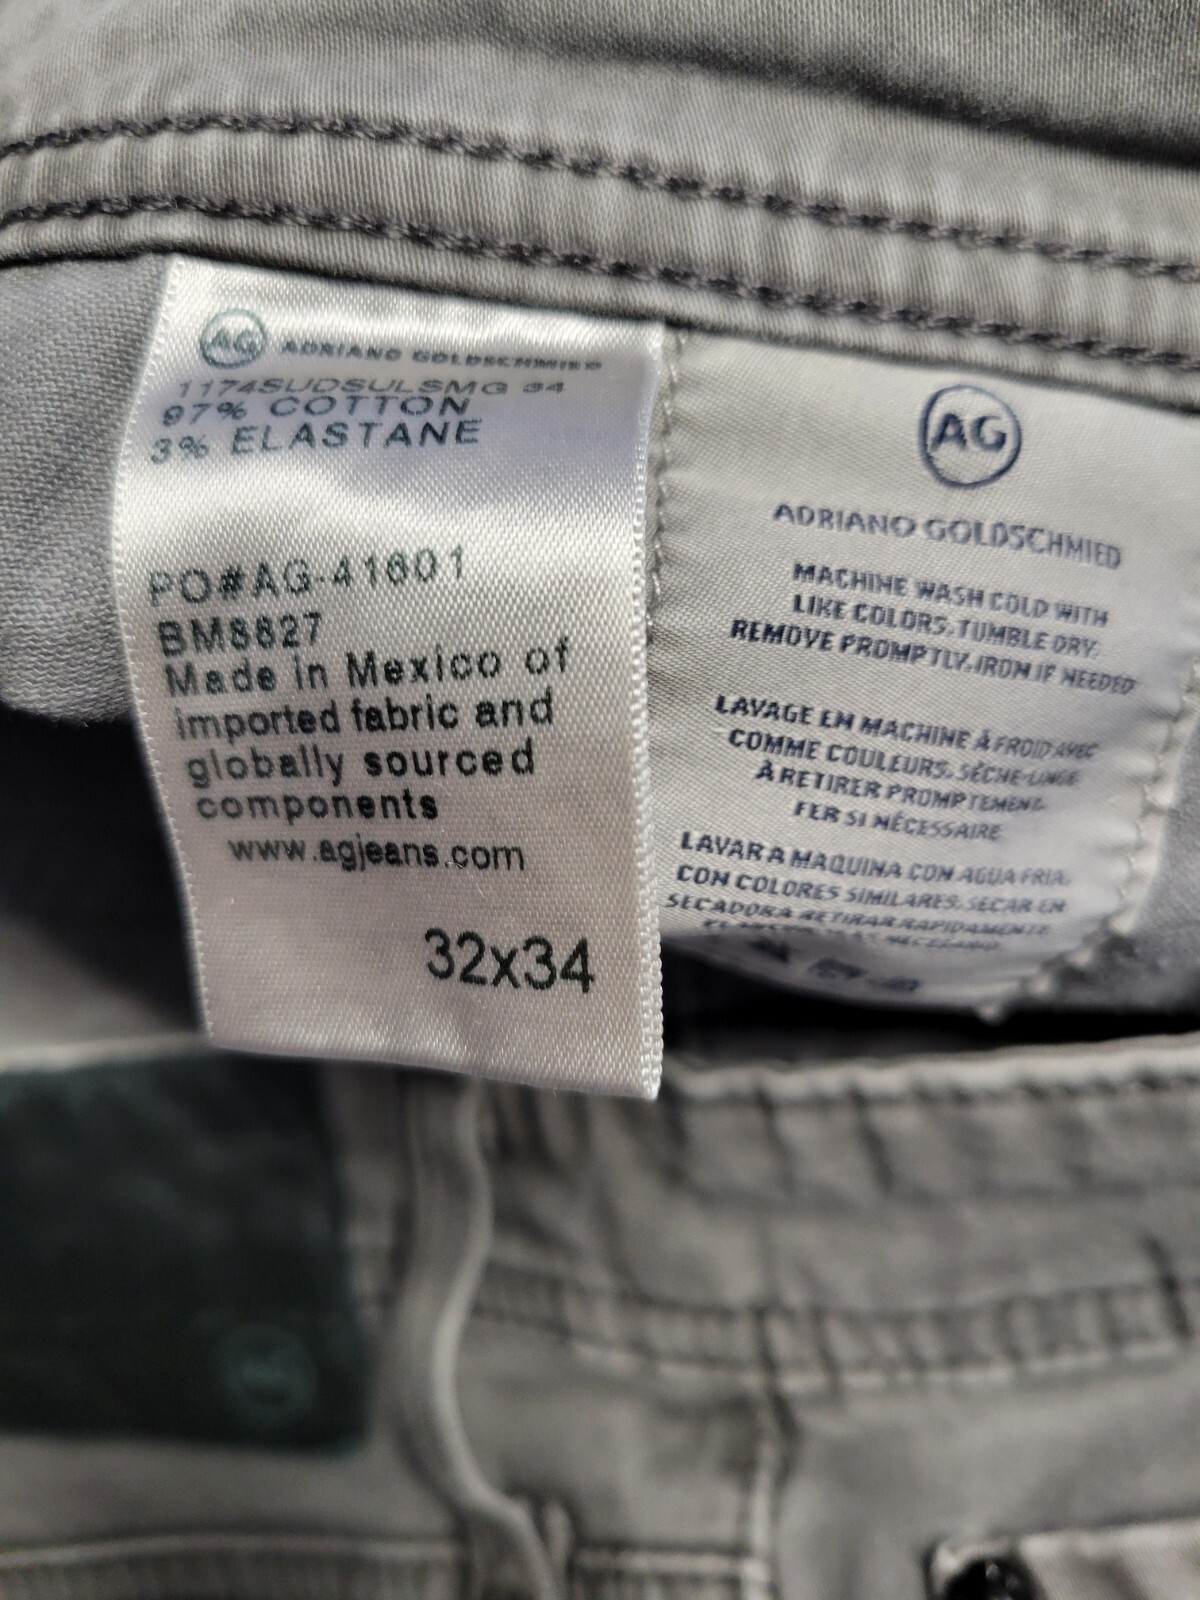 AG ADRIANO GOLDSCHMIED
1174SUDSULSMG 34
97% COTTON
3% ELASTANE
PO#AG-41601
BM8827
Made in Mexico of
imported fabric and
globally sourced
components
www.agjeans.com
32x34
AG
ADRIANO GOLDSCHMIED
MACHINE WASH COLD WITH
LIKE COLORS. TUMBLE DRY.
REMOVE PROMPTLY. IRON IF NEEDED
LAVAGE EN MACHINE À FROID AVEC
COMME COULEURS. SÈCHE-LINGE
À RETIRER PROMPTEMENT.
FER SI NÉCESSAIRE
LAVAR A MAQUINA CON AGUA FRIA.
CON COLORES SIMILARES. SECAR EN
SECADORA RETIRAR RAPIDAMENTE
AG